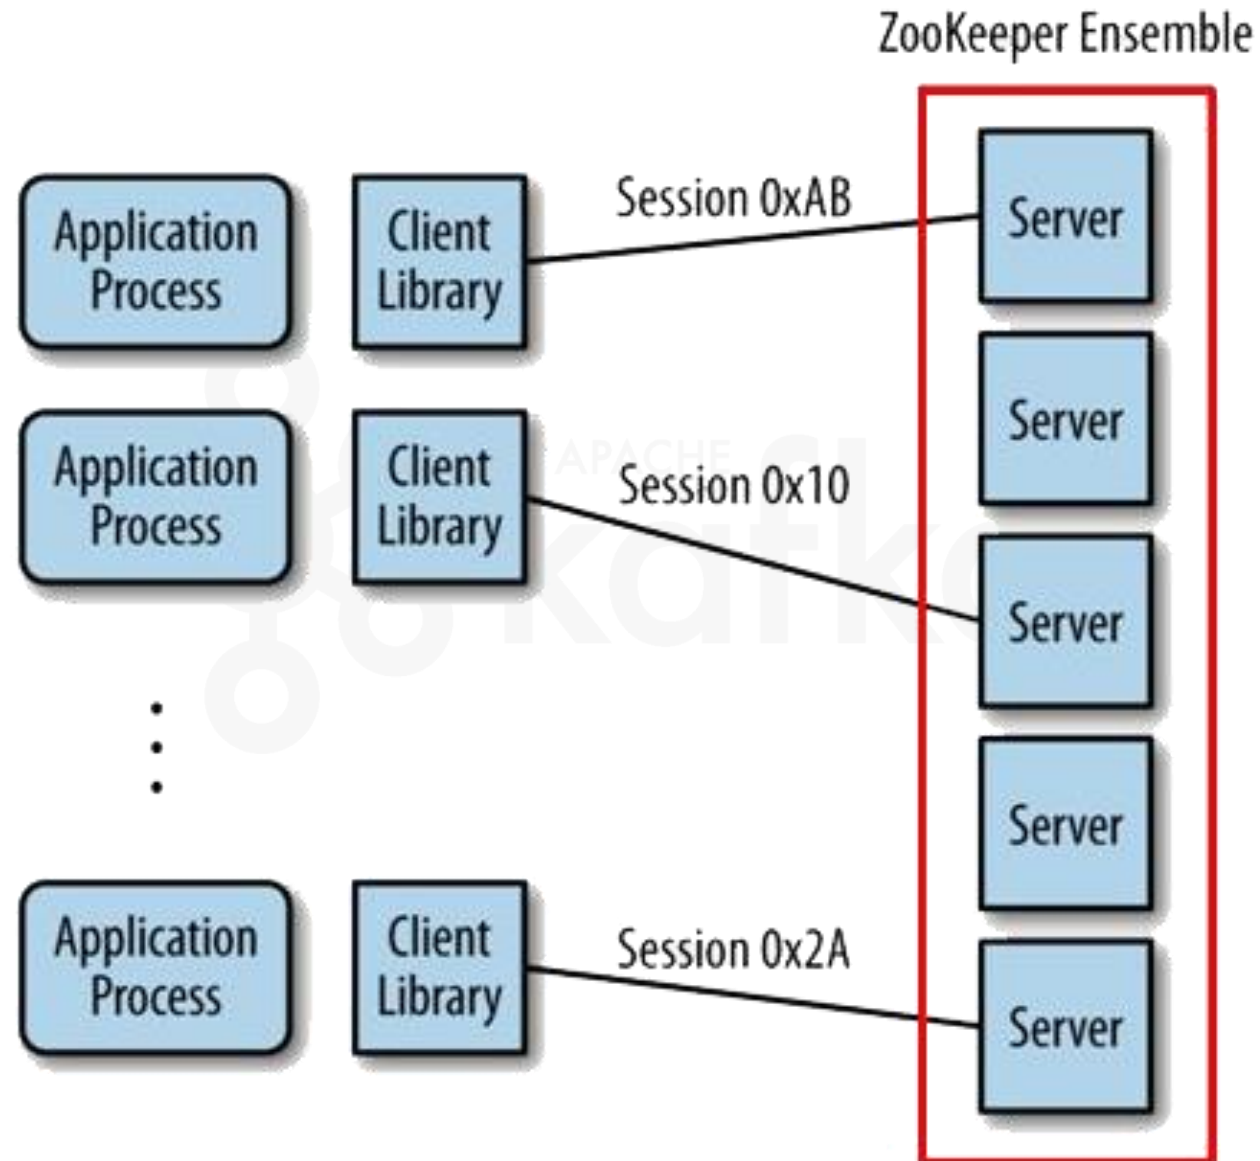 ZooKeeper Ensemble
Application
Process
Client
Library
Session 0xAB
Server
Server
Application
Process
Client
Library
APACHE
kafka
Session 0x10
Server
Server
Application
Process
Client
Library
Session 0x2A
Server